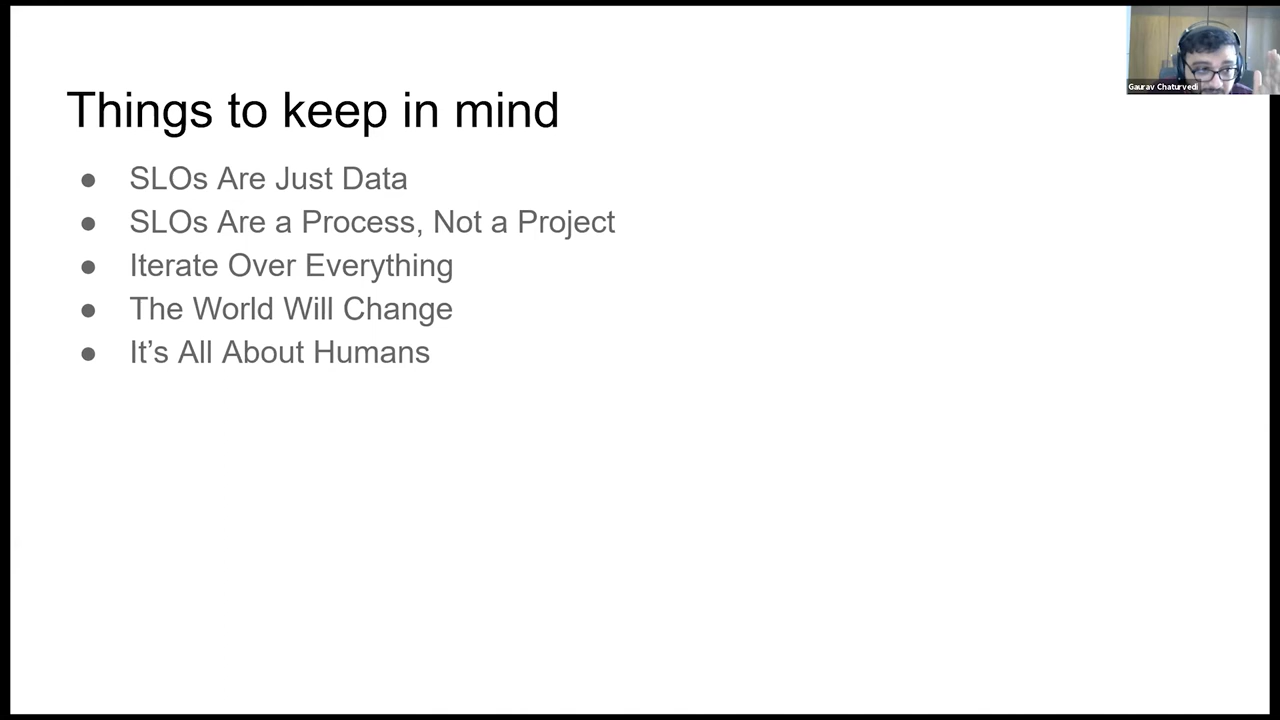 Things to keep in mind
● SLOs Are Just Data
● SLOs Are a Process, Not a Project
● Iterate Over Everything
● The World Will Change
● It’s All About Humans
Gaurav Chaturvedi